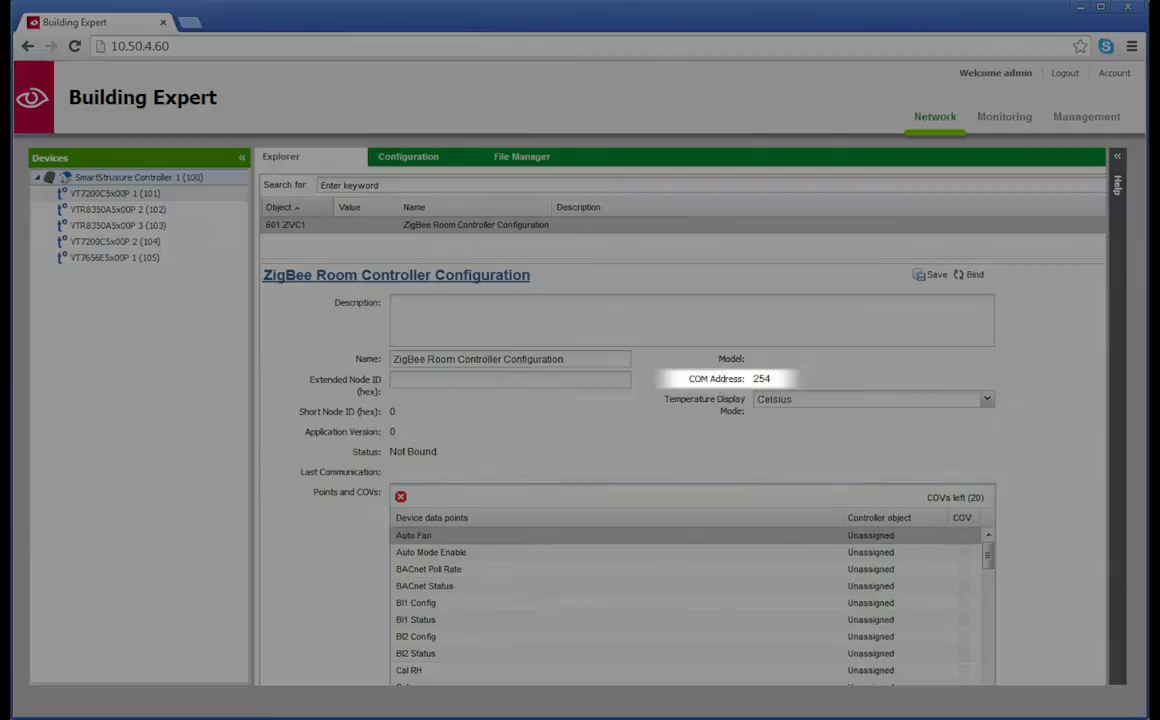 Building Expert
10.50.4.60
Welcome admin Logout Account
Building Expert
Network Monitoring Management
Devices
SmartStruxure Controller 1 (100)
VT7200C5x00P 1 (101)
VTR8350A5x00P 2 (102)
VTR8350A5x00P 3 (103)
VT7200C5x00P 2 (104)
VT7656E5x00P 1 (105)
Explorer Configuration File Manager
Help
Search for: Enter keyword
Object Value Name Description
601 ZVC1 ZigBee Room Controller Configuration
ZigBee Room Controller Configuration Save Bind
Description:
Name: ZigBee Room Controller Configuration Model:
Extended Node ID (hex): COM Address: 254
Temperature Display Mode: Celsius
Short Node ID (hex): 0
Application Version: 0
Status: Not Bound
Last Communication:
Points and COVs: COVs left (20)
Device data points Controller object COV
Auto Fan Unassigned
Auto Mode Enable Unassigned
BACnet Poll Rate Unassigned
BACnet Status Unassigned
BI1 Config Unassigned
BI1 Status Unassigned
BI2 Config Unassigned
BI2 Status Unassigned
Cal RH Unassigned